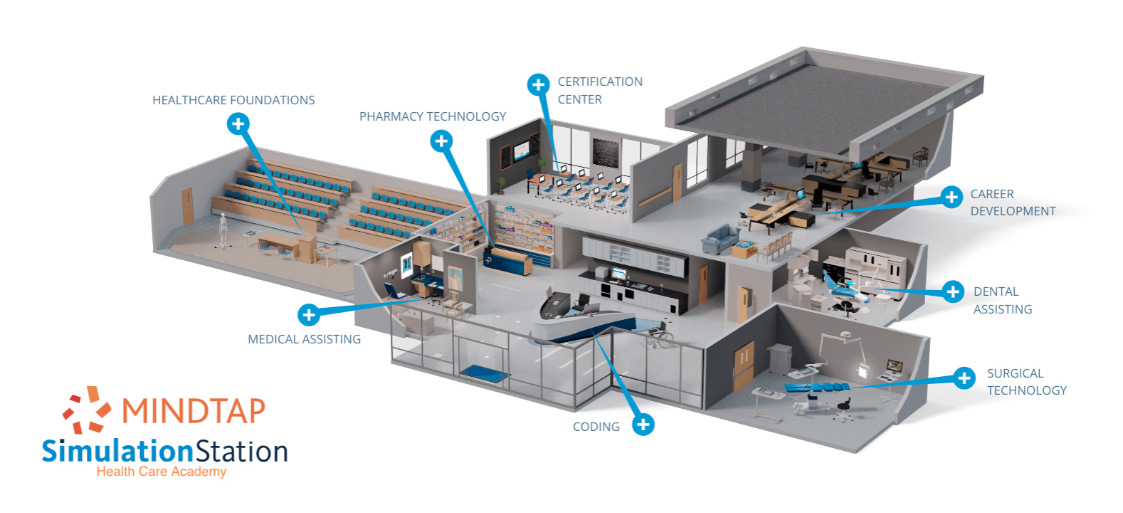 CERTIFICATION
CENTER
HEALTHCARE FOUNDATIONS
PHARMACY TECHNOLOGY
CAREER
DEVELOPMENT
DENTAL
ASSISTING
MEDICAL ASSISTING
SURGICAL
TECHNOLOGY
CODING
MINDTAP
SimulationStation
Health Care Academy